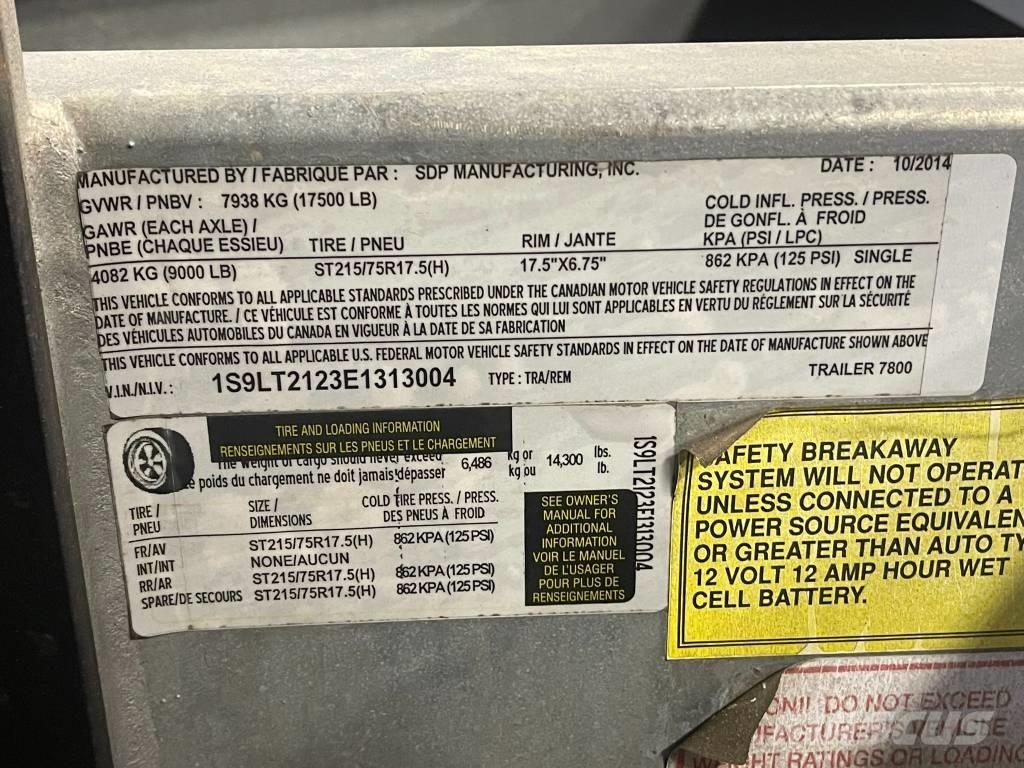 MANUFACTURED BY / FABRIQUE PAR : SDP MANUFACTURING, INC. DATE : 10/2014
GVWR / PNBV : 7938 KG (17500 LB)
COLD INFL. PRESS. / PRESS.
DE GONFL. À FROID
KPA (PSI / LPC)
GAWR (EACH AXLE) /
PNBE (CHAQUE ESSIEU) TIRE / PNEU RIM / JANTE
4082 KG (9000 LB) ST215/75R17.5(H) 17.5"X6.75" 862 KPA (125 PSI) SINGLE
THIS VEHICLE CONFORMS TO ALL APPLICABLE STANDARDS PRESCRIBED UNDER THE CANADIAN MOTOR VEHICLE SAFETY REGULATIONS IN EFFECT ON THE
DATE OF MANUFACTURE. / CE VÉHICULE EST CONFORME À TOUTES LES NORMES QUI LUI SONT APPLICABLES EN VERTU DU RÉGLEMENT SUR LA SÉCURITÉ
DES VÉHICULES AUTOMOBILES DU CANADA EN VIGUEUR À LA DATE DE SA FABRICATION
THIS VEHICLE CONFORMS TO ALL APPLICABLE U.S. FEDERAL MOTOR VEHICLE SAFETY STANDARDS IN EFFECT ON THE DATE OF MANUFACTURE SHOWN ABOVE
V.I.N./N.I.V.: 1S9LT2123E1313004 TYPE : TRA/REM TRAILER 7800
TIRE AND LOADING INFORMATION
RENSEIGNEMENTS SUR LES PNEUS ET LE CHARGEMENT
The weight of cargo should never exceed
poids du chargement ne doit jamais dépasser
6,486 kg or
kg ou
14,300 lbs.
lb.
TIRE /
PNEU
SIZE /
DIMENSIONS
COLD TIRE PRESS. / PRESS.
DES PNEUS À FROID
FR/AV ST215/75R17.5(H) 862 KPA (125 PSI)
INT/INT NONE/AUCUN
RR/AR ST215/75R17.5(H) 862 KPA (125 PSI)
SPARE/DE SECOURS ST215/75R17.5(H) 862 KPA (125 PSI)
SEE OWNER'S
MANUAL FOR
ADDITIONAL
INFORMATION
VOIR LE MANUEL
DE L'USAGER
POUR PLUS DE
RENSEIGNEMENTS
1S9LT2123E1313004
SAFETY BREAKAWAY
SYSTEM WILL NOT OPERAT
UNLESS CONNECTED TO A
POWER SOURCE EQUIVALEN
OR GREATER THAN AUTO TY
12 VOLT 12 AMP HOUR WET
CELL BATTERY.
DO NOT EXCEED
RATINGS OR LOADING